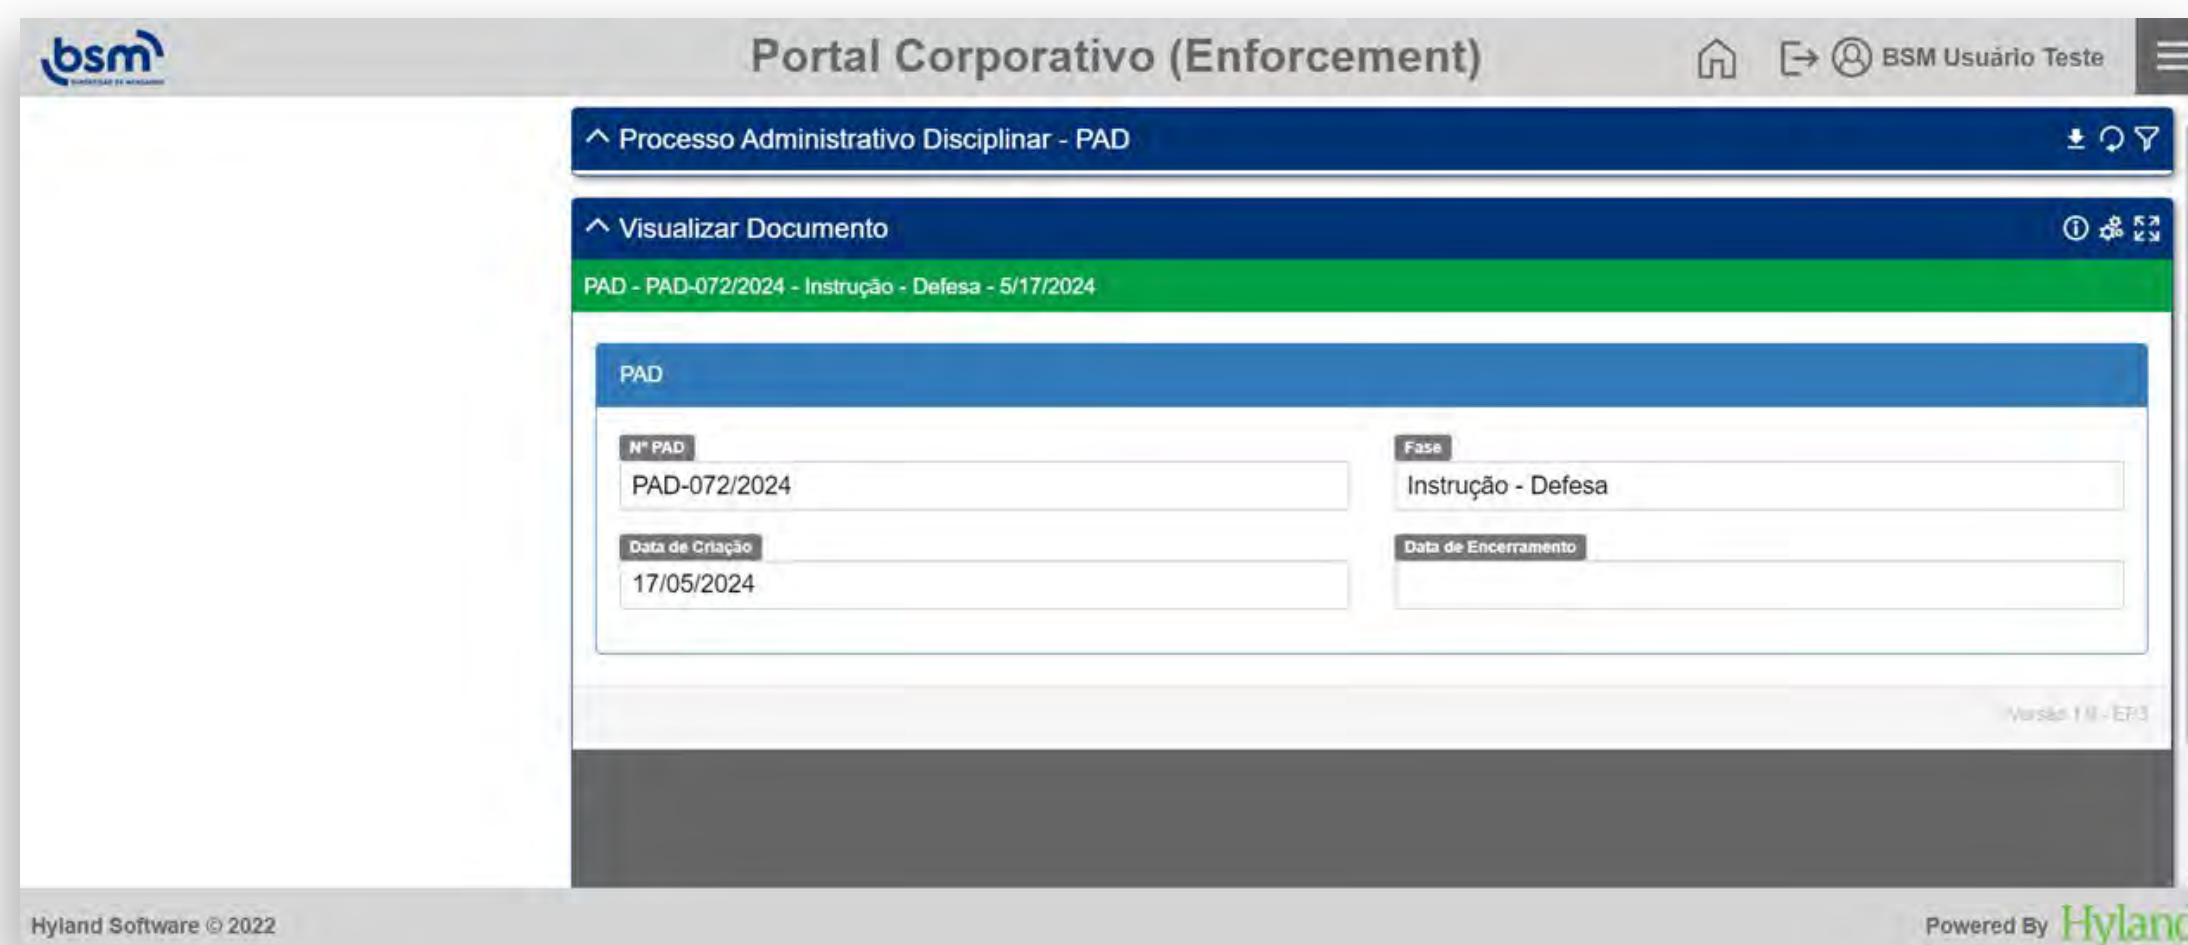 bsm
Portal Corporativo (Enforcement)
BSM Usuário Teste
Processo Administrativo Disciplinar - PAD
Visualizar Documento
PAD - PAD-072/2024 - Instrução - Defesa - 5/17/2024
PAD
Nº PAD
PAD-072/2024
Fase
Instrução - Defesa
Data de Criação
17/05/2024
Data de Encerramento
Hyland Software © 2022
Powered By Hyland